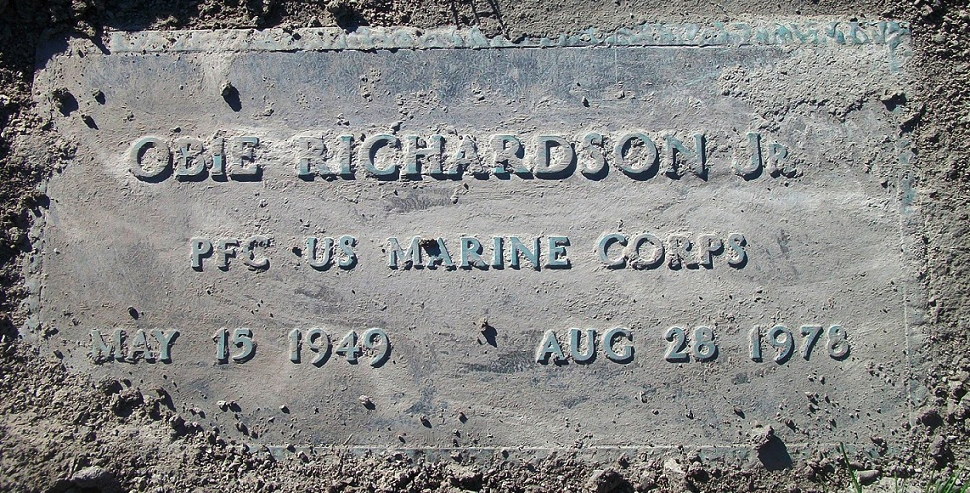 Obie Richardson Jr
PFC US Marine Corps
May 15 1949 Aug 28 1978